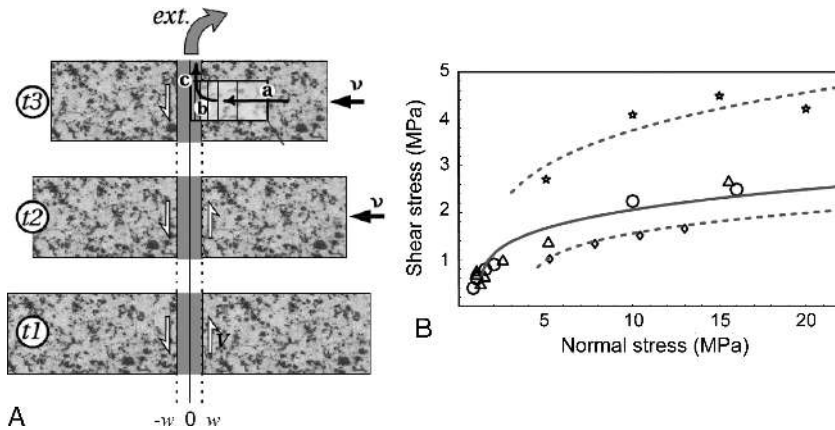 ext.
t3
c
b
a
ν
t2
ν
t1
V
A
-w 0 w
Shear stress (MPa)
5
4
3
2
1
5 10 15 20
Normal stress (MPa)
B